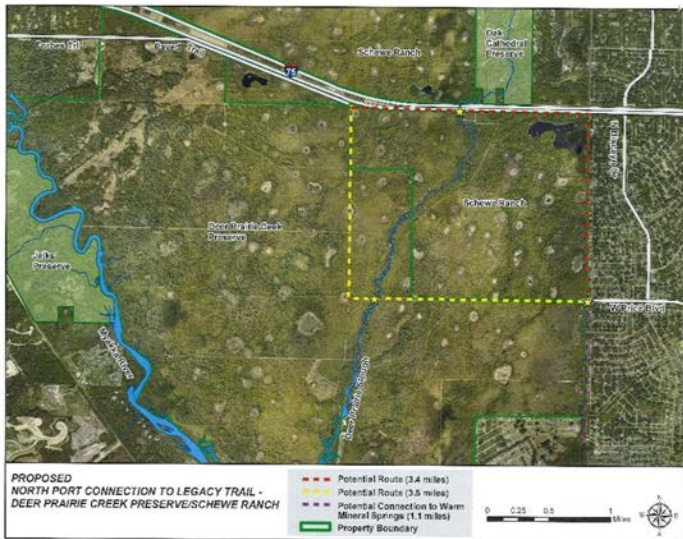 Oak
Cathedral
Preserve
Forbes Trl
Paved Trail
Schewe Ranch
75
N Biscayne Dr
Deer Prairie Creek
Preserve
Schewe Ranch
Jelks
Preserve
W Price Blvd
Myakka River
Deer Prairie Slough
PROPOSED
NORTH PORT CONNECTION TO LEGACY TRAIL -
DEER PRAIRIE CREEK PRESERVE/SCHEWE RANCH
Potential Route (3.4 miles)
Potential Route (3.5 miles)
Potential Connection to Warm
Mineral Springs (1.1 miles)
Property Boundary
0 0.25 0.5 1
Miles